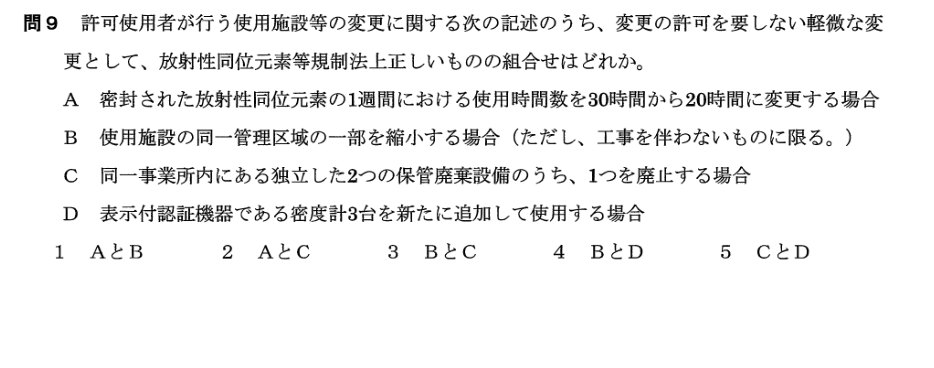 問9 許可使用者が行う使用施設等の変更に関する次の記述のうち、変更の許可を要しない軽微な変
更として、放射性同位元素等規制法上正しいものの組合せはどれか。
A 密封された放射性同位元素の1週間における使用時間数を30時間から20時間に変更する場合
B 使用施設の同一管理区域の一部を縮小する場合（ただし、工事を伴わないものに限る。）
C 同一事業所内にある独立した2つの保管廃棄設備のうち、1つを廃止する場合
D 表示付認証機器である密度計3台を新たに追加して使用する場合
1 AとB 2 AとC 3 BとC 4 BとD 5 CとD